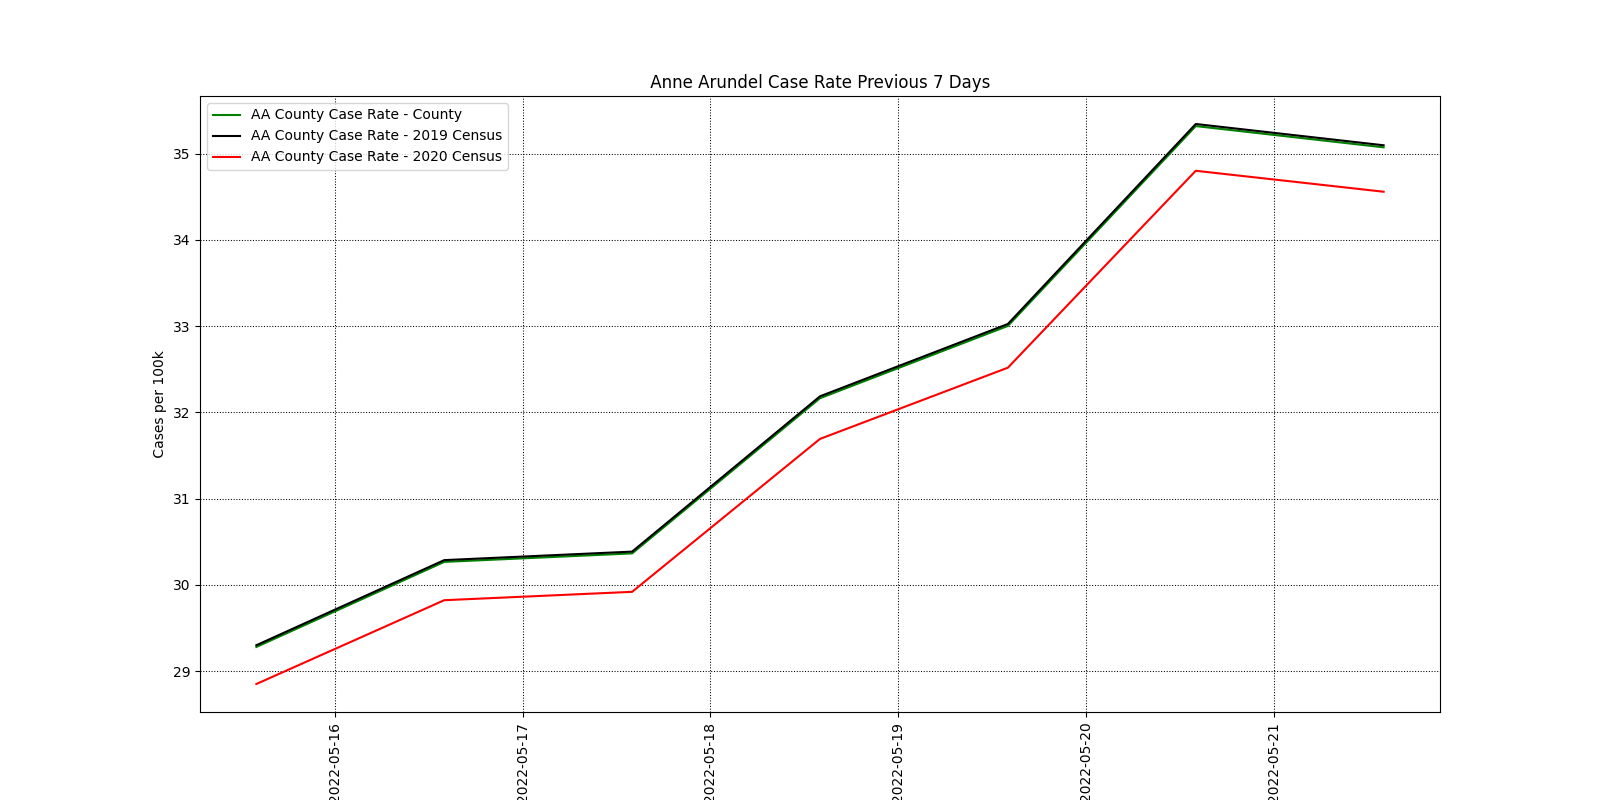 Anne Arundel Case Rate Previous 7 Days
AA County Case Rate - County
AA County Case Rate - 2019 Census
AA County Case Rate - 2020 Census
35
34
33
32
31
30
29
Cases per 100k
2022-05-16
2022-05-17
2022-05-18
2022-05-19
2022-05-20
2022-05-21